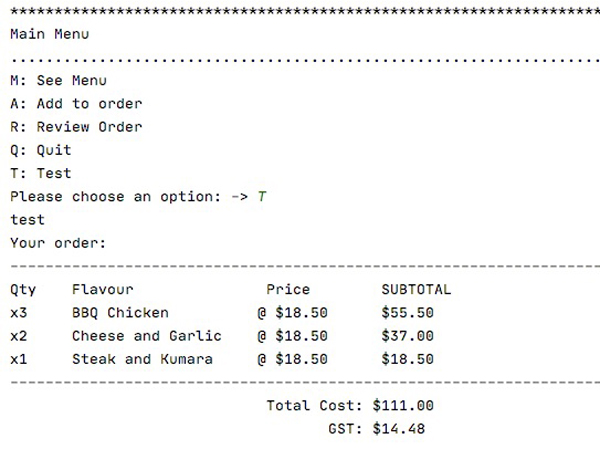 ********************************************************************
Main Menu
....................................................................
M: See Menu
A: Add to order
R: Review Order
Q: Quit
T: Test
Please choose an option: -> T
test
Your order:
--------------------------------------------------------------------
Qty Flavour Price SUBTOTAL
x3 BBQ Chicken @ $18.50 $55.50
x2 Cheese and Garlic @ $18.50 $37.00
x1 Steak and Kumara @ $18.50 $18.50
--------------------------------------------------------------------
Total Cost: $111.00
GST: $14.48